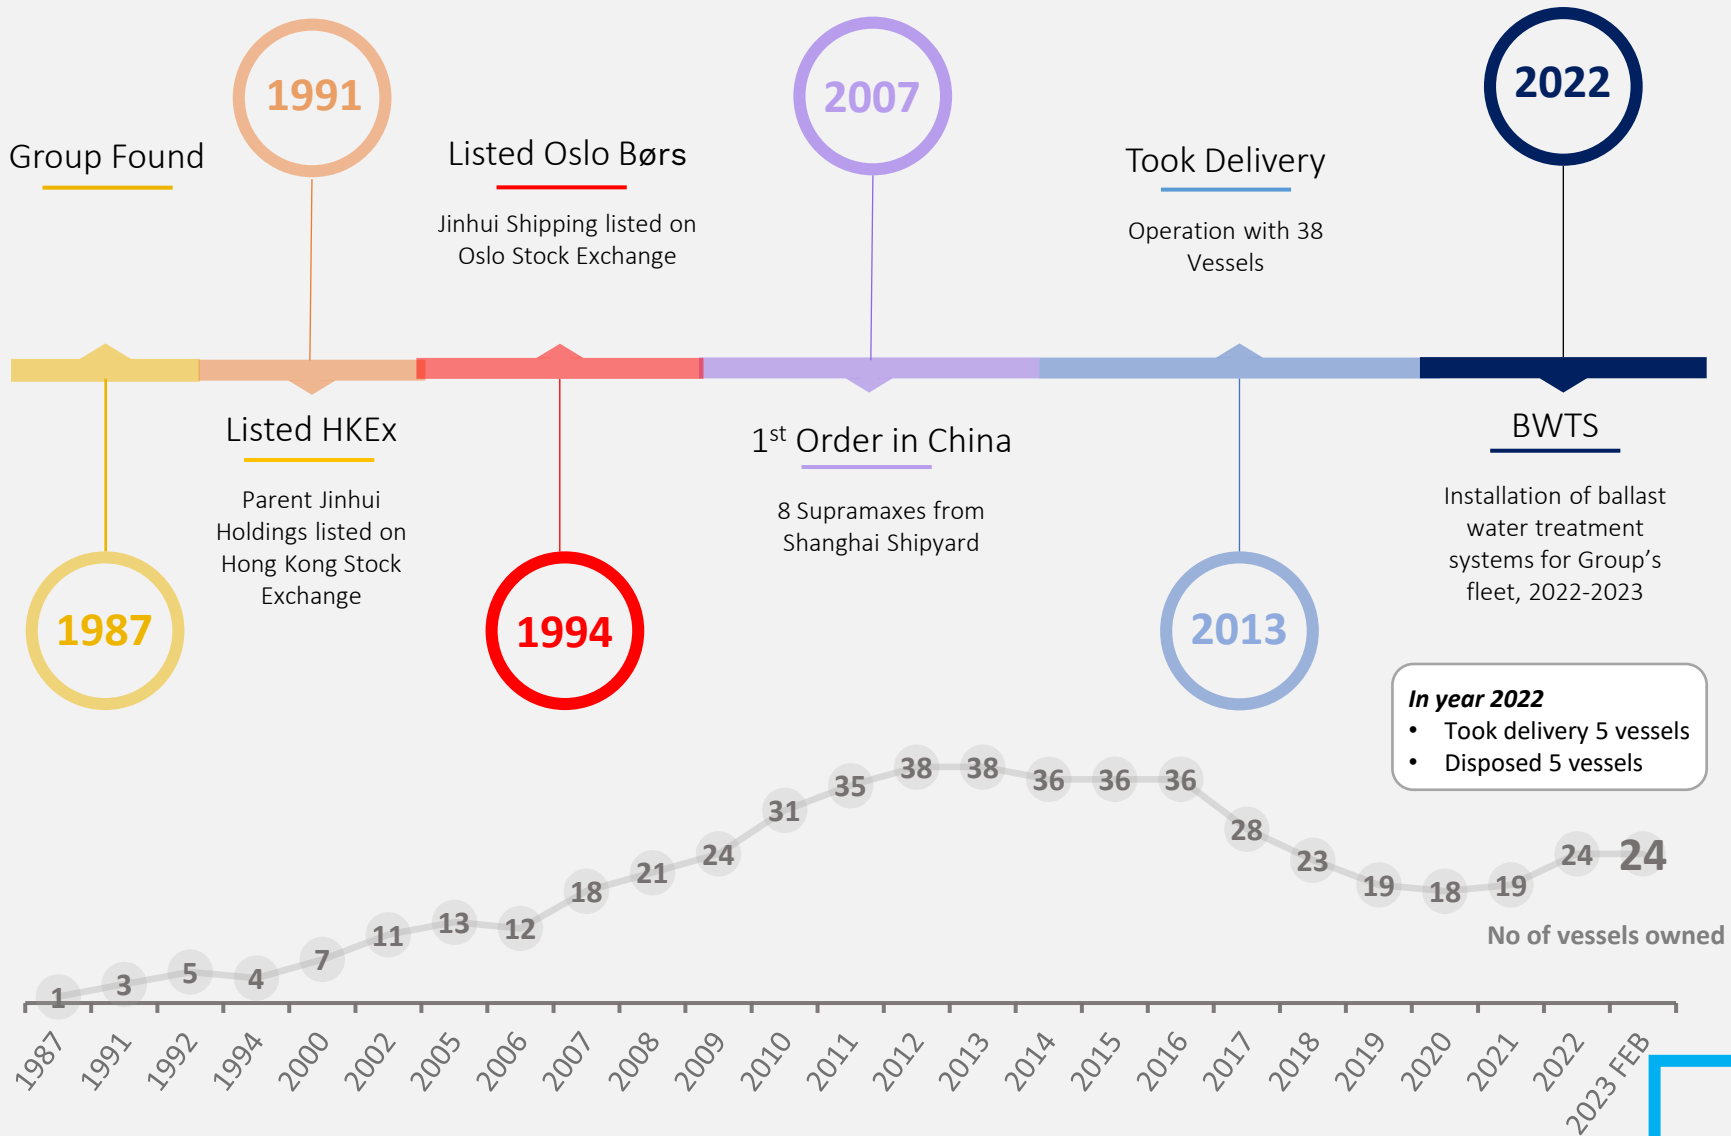 1991
2007
2022
Group Found
Listed Oslo Børs
Took Delivery
Jinhui Shipping listed on
Oslo Stock Exchange
Operation with 38
Vessels
Listed HKEx
1st Order in China
BWTS
Parent Jinhui
Holdings listed on
Hong Kong Stock
Exchange
8 Supramaxes from
Shanghai Shipyard
Installation of ballast
water treatment
systems for Group's
fleet, 2022-2023
1987
1994
2013
In year 2022
• Took delivery 5 vessels
• Disposed 5 vessels
1 3 5 4 7 11 13 12 18 21 24 31 35 38 38 36 36 36 28 23 19 18 19 24 24
No of vessels owned
1987 1991 1992 1994 2000 2002 2005 2006 2007 2008 2009 2010 2011 2012 2013 2014 2015 2016 2017 2018 2019 2020 2021 2022 2023 FEB